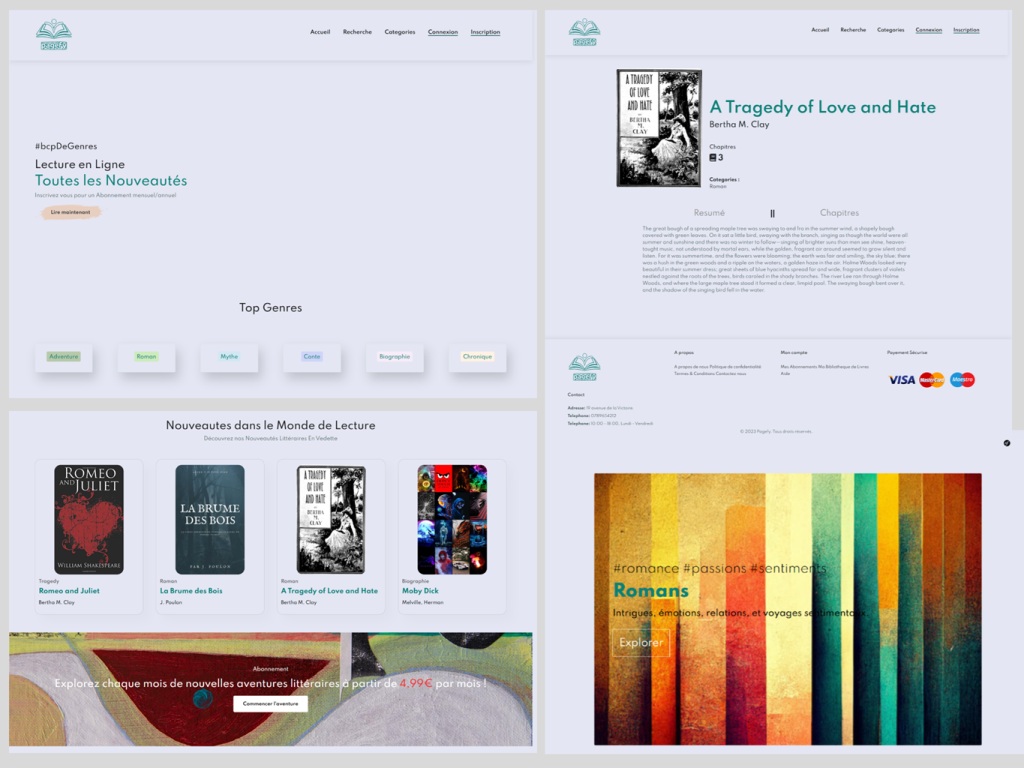 PAGEFY
Accueil
Recherche
Categories
Connexion
Inscription
#bcpDeGenres
Lecture en Ligne
Toutes les Nouveautés
Inscrivez vous pour un Abonnement mensuel/annuel
Lire maintenant
Top Genres
Adventure
Roman
Mythe
Conte
Biographie
Chronique
Nouveautes dans le Monde de Lecture
Découvrez nos Nouveautés Littéraires En Vedette
ROMEO
AND JULIET
WILLIAM SHAKESPEARE
Tragedy
Romeo and Juliet
Bertha M. Clay
LA BRUME
DES BOIS
PAR J. POULON
Roman
La Brume des Bois
J. Poulon
A TRAGEDY
OF LOVE
AND HATE
BERTHA
M.
CLAY
Roman
A Tragedy of Love and Hate
Bertha M. Clay
Biographie
Moby Dick
Melville, Herman
Abonnement
Explorez chaque mois de nouvelles aventures littéraires à partir de 4,99€ par mois !
Commencer l'aventure
PAGEFY
Accueil
Recherche
Categories
Connexion
Inscription
A TRAGEDY
OF LOVE
AND HATE
BERTHA
M.
CLAY
A Tragedy of Love and Hate
Bertha M. Clay
Chapitres
3
Categories :
Roman
Resumé
Chapitres
The great bough of a spreading maple tree was swaying to and fro in the summer wind, a shapely bough
covered with green leaves. On it sat a little bird, swaying with the branch, singing as though the world were all
summer and sunshine and there was no winter to follow--singing of brighter suns than men see shine, heaven-
taught music, not understood by mortal ears, while the golden, fragrant air around seemed to grow silent and
listen. For it was summertime, and the flowers were blooming; the earth was fair and smiling, the sky blue; there
was a hush in the green woods and a ripple on the waters, a golden haze in the air. Holme Woods looked very
beautiful in their summer dress, great sheets of blue hyacinths spread far and wide, fragrant clusters of violets
nestled against the roots of the trees, birds caroled in the shady branches. The river Lee ran through Holme
Woods, and where the large maple tree stood it formed a clear, limpid pool. The swaying bough bent over it,
and the shadow of the singing bird fell in the water.
PAGEFY
Contact
Adresse: 19 avenue de la Victoire
Telephone: 0789634252
Telephone: 10:00 - 18:00. Lundi - Vendredi
A propos
A propos de nous Politique de confidentialité
Termes & Conditions Contactez nous
Mon compte
Mes Abonnements Ma Bibliotheque de Livres
Aide
Payement Sécurisé
VISA
MasterCard
Maestro
© 2023 Pagefy. Tous droits réservés.
#romance #passions #sentiments
Romans
Intrigues, émotions, relations, et voyages sentimentaux.
Explorer